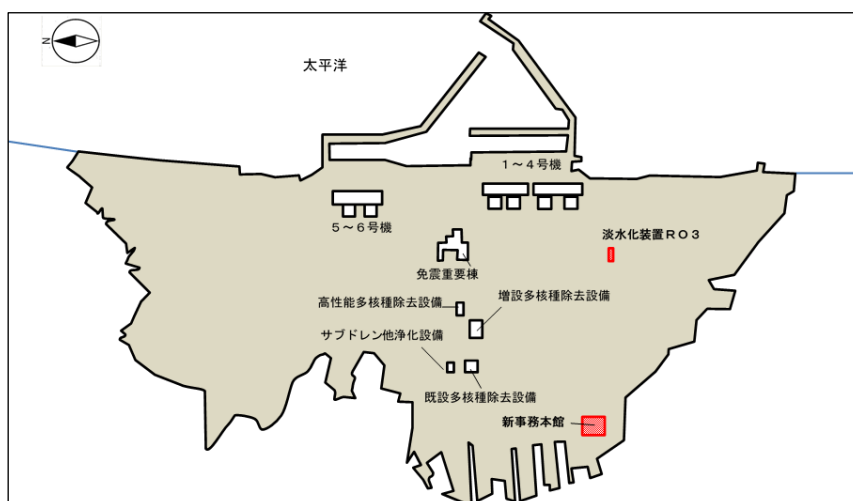 N
太平洋
1～4号機
5～6号機
淡水化装置RO3
免震重要棟
高性能多核種除去設備
増設多核種除去設備
サブドレン他浄化設備
既設多核種除去設備
新事務本館